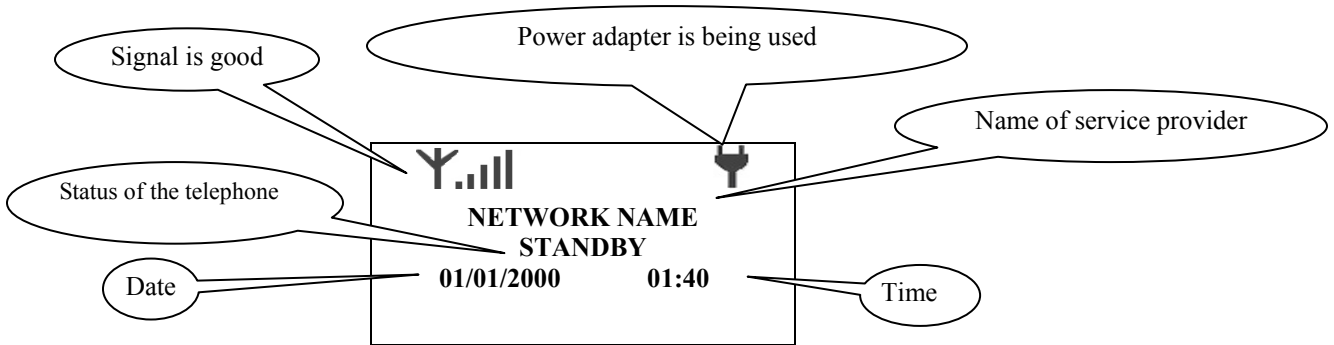 Power adapter is being used
Signal is good
Name of service provider
Status of the telephone
NETWORK NAME
STANDBY
Date
01/01/2000 01:40
Time